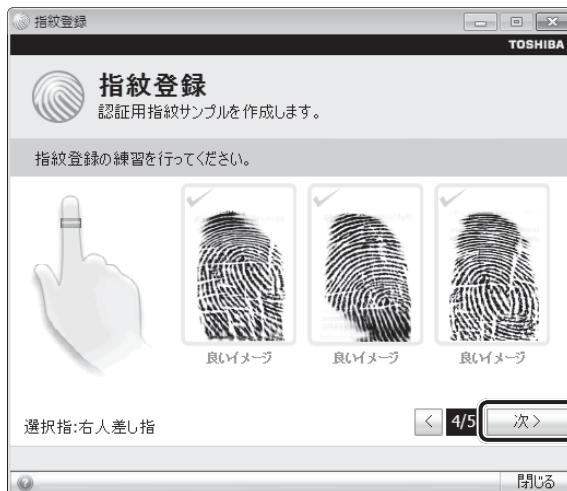 指紋登録
TOSHIBA
指紋登録
認証用指紋サンプルを作成します。
指紋登録の練習を行ってください。
良いイメージ
良いイメージ
良いイメージ
選択指:右人差し指
< 4/5 次>
閉じる